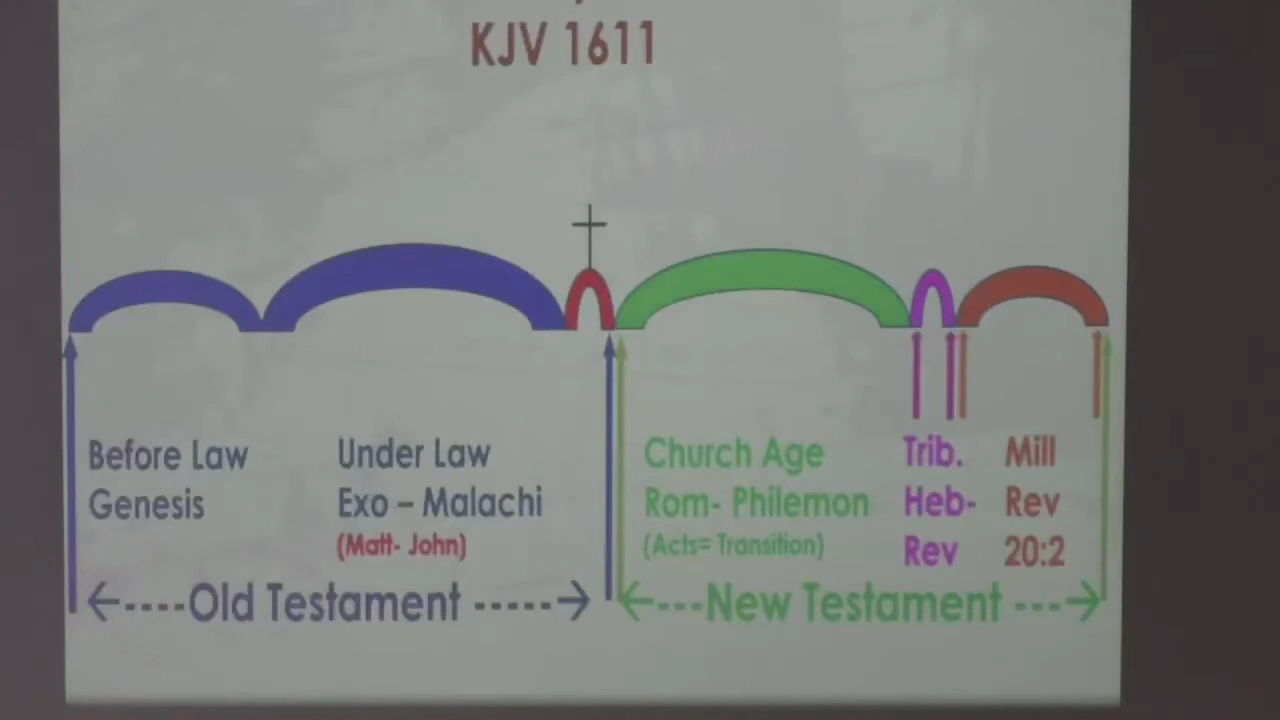 KJV 1611
Before Law
Genesis
Under Law
Exo – Malachi
(Matt- John)
Church Age
Rom- Philemon
(Acts= Transition)
Trib.
Heb-
Rev
Mill
Rev
20:2
<----Old Testament ----->
<---New Testament --->